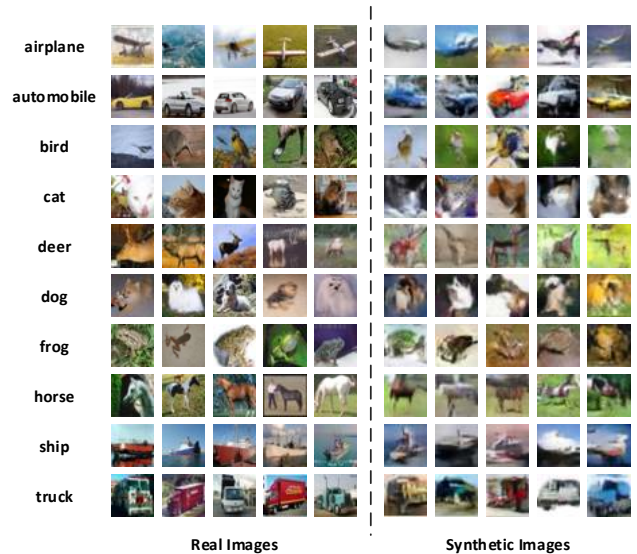 airplane
automobile
bird
cat
deer
dog
frog
horse
ship
truck
Real Images
Synthetic Images